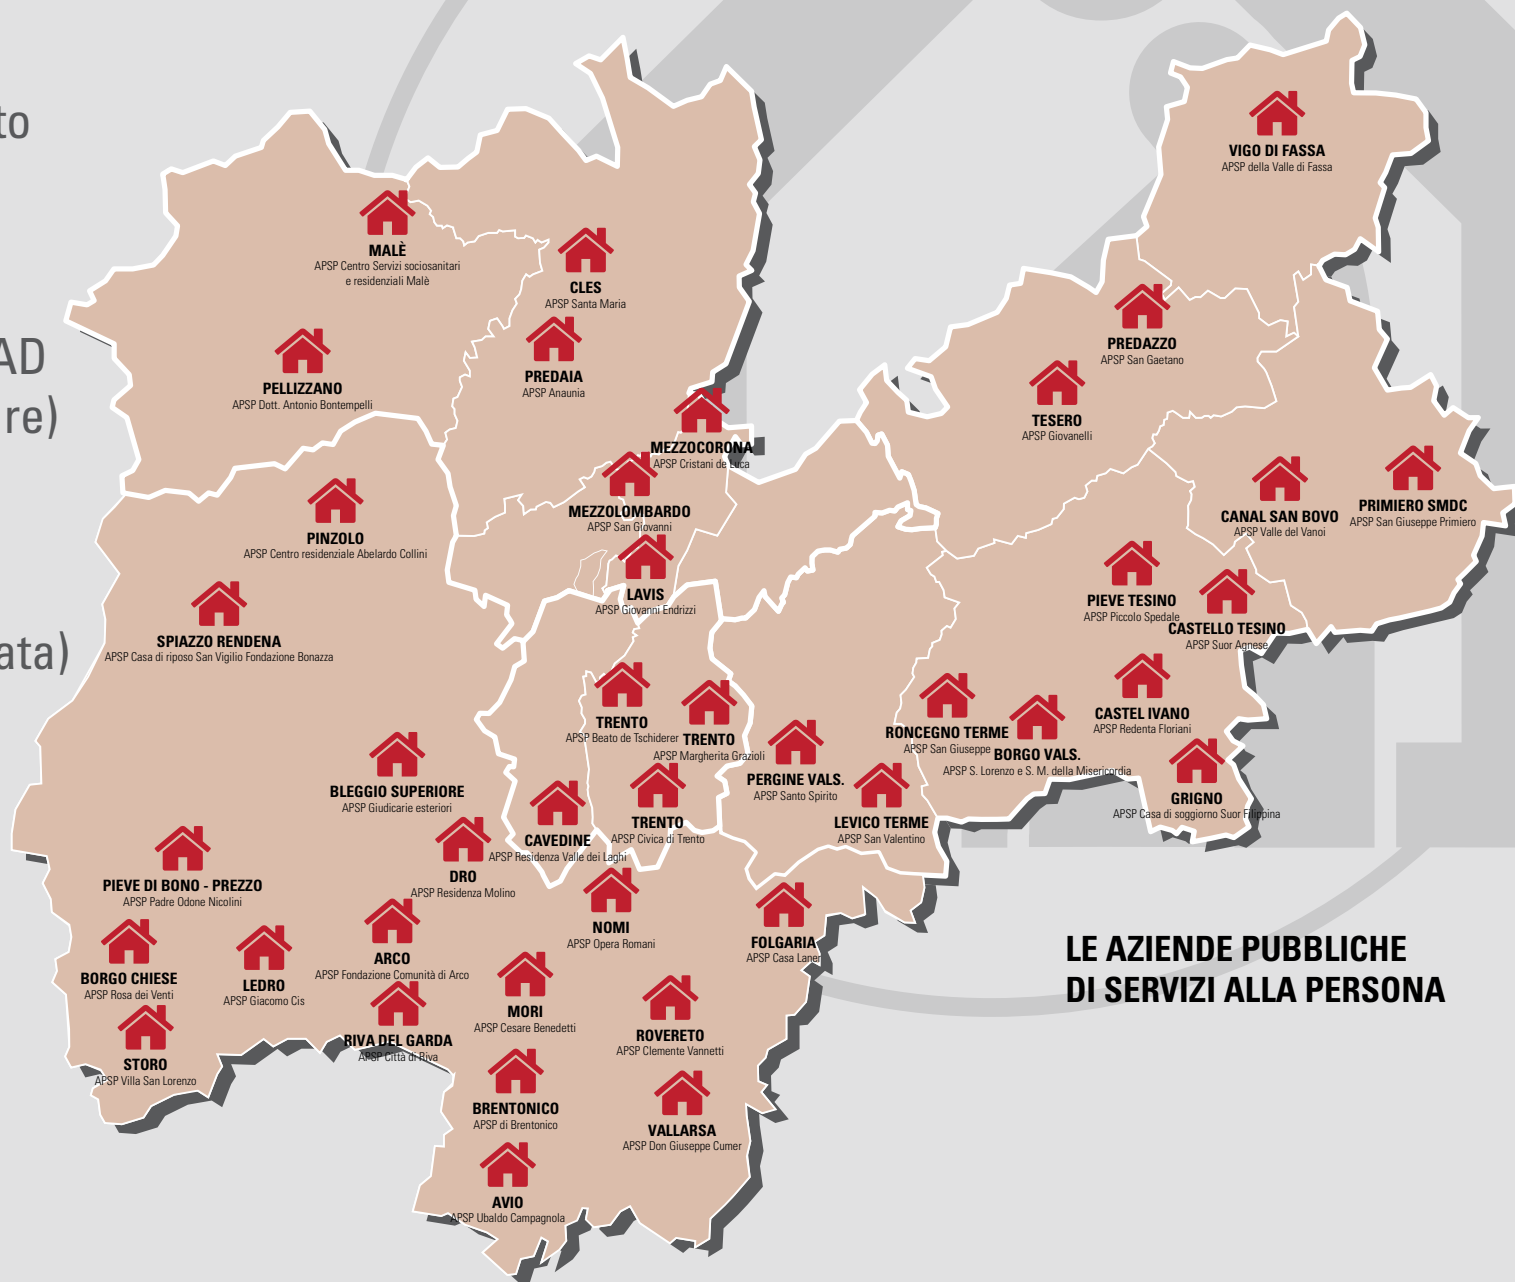 to
AD
re)
ata)
VIGO DI FASSA
APSP della Valle di Fassa
MALÈ
APSP Centro Servizi sociosanitari
e residenziali Malè
CLES
APSP Santa Maria
PREDAZZO
APSP San Gaetano
PELLIZZANO
APSP Dott. Antonio Bontempelli
PREDAIA
APSP Anaunia
TESERO
APSP Giovanelli
MEZZOCORONA
APSP Cristani de Luca
MEZZOLOMBARDO
APSP San Giovanni
CANAL SAN BOVO
APSP Valle del Vanoi
PRIMIERO SMDC
APSP San Giuseppe Primiero
PINZOLO
APSP Centro residenziale Abelardo Collini
LAVIS
APSP Giovanni Endrizzi
PIEVE TESINO
APSP Piccolo Spedale
CASTELLO TESINO
APSP Suor Agnese
SPIAZZO RENDENA
APSP Casa di riposo San Vigilio Fondazione Bonazza
TRENTO
APSP Beato de Tschiderer
TRENTO
APSP Margherita Grazioli
CASTEL IVANO
APSP Redenta Floriani
RONCEGNO TERME
APSP San Giuseppe
BORGO VALS.
APSP S. Lorenzo e S. M. della Misericordia
PERGINE VALS.
APSP Santo Spirito
BLEGGIO SUPERIORE
APSP Giudicarie esteriori
GRIGNO
APSP Casa di soggiorno Suor Filippina
LEVICO TERME
APSP San Valentino
TRENTO
APSP Civica di Trento
CAVEDINE
APSP Residenza Valle dei Laghi
DRO
APSP Residenza Molino
PIEVE DI BONO - PREZZO
APSP Padre Odone Nicolini
NOMI
APSP Opera Romani
FOLGARIA
APSP Casa Laner
ARCO
APSP Fondazione Comunità di Arco
BORGO CHIESE
APSP Rosa dei Venti
LEDRO
APSP Giacomo Cis
MORI
APSP Cesare Benedetti
ROVERETO
APSP Clemente Vannetti
RIVA DEL GARDA
APSP Città di Riva
STORO
APSP Villa San Lorenzo
BRENTONICO
APSP di Brentonico
VALLARSA
APSP Don Giuseppe Cumer
AVIO
APSP Ubaldo Campagnola
LE AZIENDE PUBBLICHE
DI SERVIZI ALLA PERSONA